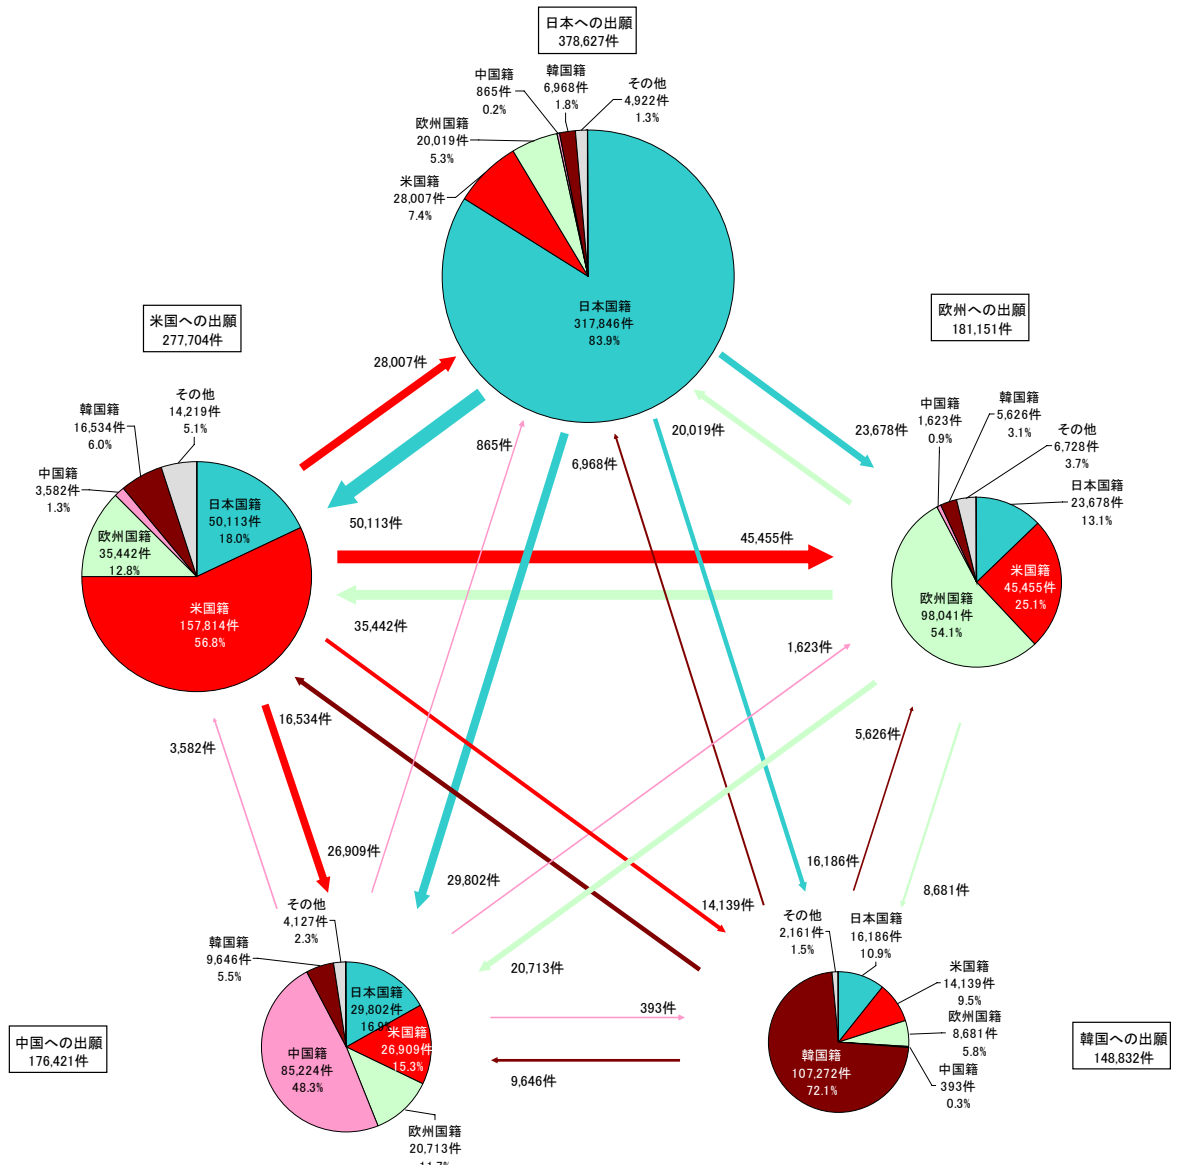 日本への出願
378,627件
中国籍
865件
0.2%
韓国籍
6,968件
1.8%
その他
4,922件
1.3%
欧州国籍
20,019件
5.3%
米国籍
28,007件
7.4%
日本国籍
317,846件
83.9%
米国への出願
277,704件
欧州への出願
181,151件
28,007件
865件
6,968件
20,019件
23,678件
50,113件
45,455件
35,442件
1,623件
16,534件
3,582件
5,626件
26,909件
29,802件
16,186件
14,139件
8,681件
20,713件
393件
9,646件
その他
14,219件
5.1%
韓国籍
16,534件
6.0%
中国籍
3,582件
1.3%
日本国籍
50,113件
18.0%
欧州国籍
35,442件
12.8%
米国籍
157,814件
56.8%
中国籍
1,623件
0.9%
韓国籍
5,626件
3.1%
その他
6,728件
3.7%
日本国籍
23,678件
13.1%
米国籍
45,455件
25.1%
欧州国籍
98,041件
54.1%
その他
4,127件
2.3%
韓国籍
9,646件
5.5%
日本国籍
29,802件
16.9%
米国籍
26,909件
15.3%
中国籍
85,224件
48.3%
欧州国籍
20,713件
11.7%
中国への出願
176,421件
その他
2,161件
1.5%
日本国籍
16,186件
10.9%
米国籍
14,139件
9.5%
欧州国籍
8,681件
5.8%
中国籍
393件
0.3%
韓国籍
107,272件
72.1%
韓国への出願
148,832件